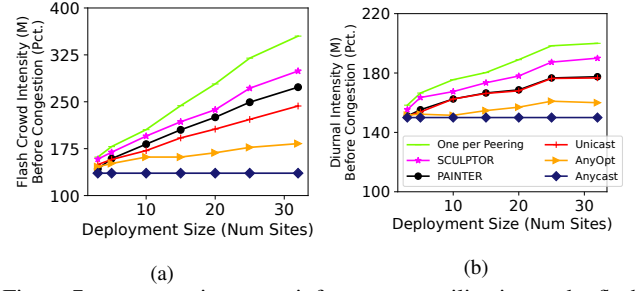 400
325
250
175
100
Flash Crowd Intensity (M)
Before Congestion (Pct.)
10
20
30
Deployment Size (Num Sites)
(a)
220
180
140
100
Diurnal Intensity (M)
Before Congestion (Pct.)
One per Peering
SCULPTOR
PAINTER
Unicast
AnyOpt
Anycast
10
20
30
Deployment Size (Num Sites)
(b)